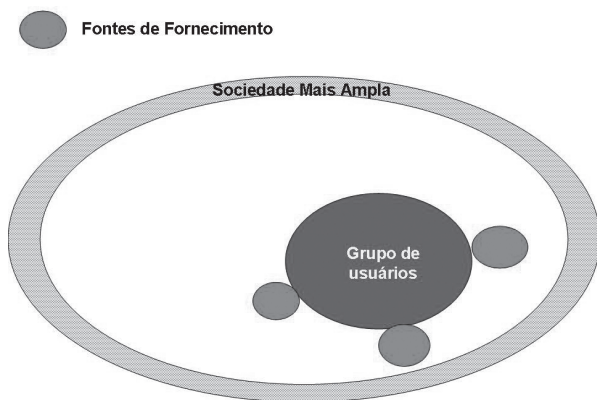 Fontes de Fornecimento
Sociedade Mais Ampla
Grupo de
usuários